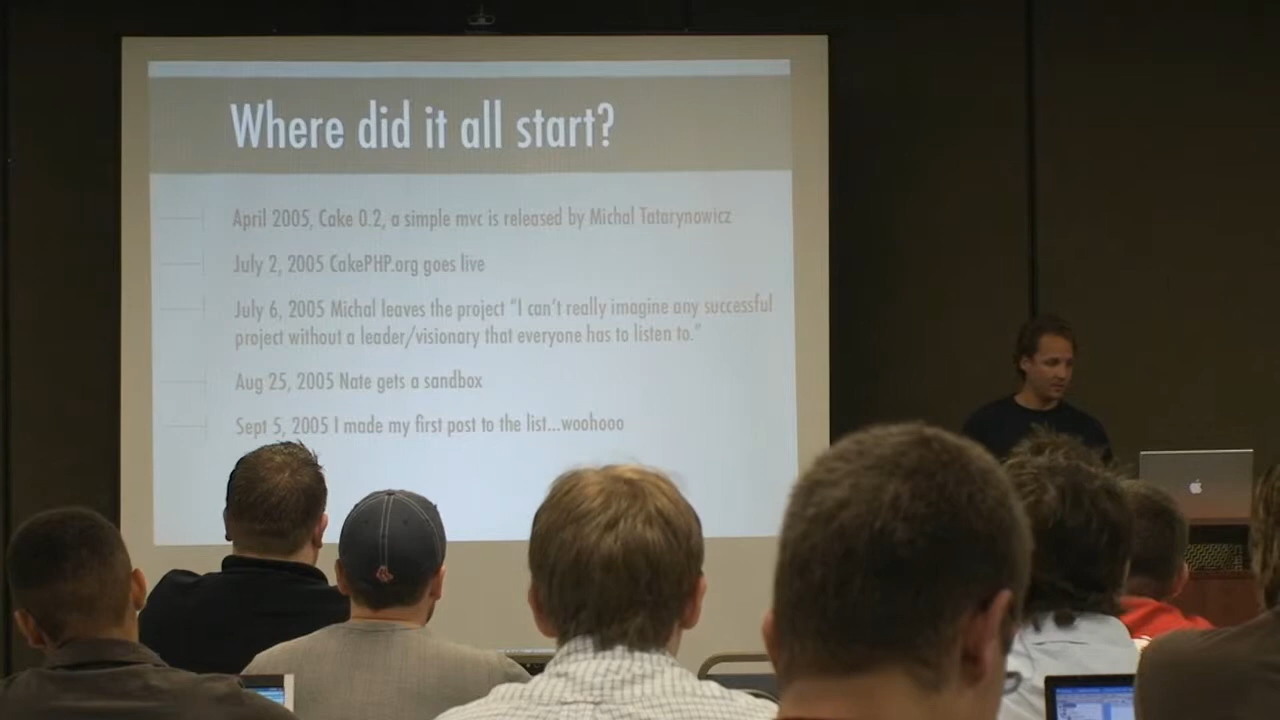 Where did it all start?
April 2005, Cake 0.2, a simple mvc is released by Michal Tatarynowicz
July 2, 2005 CakePHP.org goes live
July 6, 2005 Michal leaves the project “I can’t really imagine any successful
project without a leader/visionary that everyone has to listen to.”
Aug 25, 2005 Nate gets a sandbox
Sept 5, 2005 I made my first post to the list...woohooo